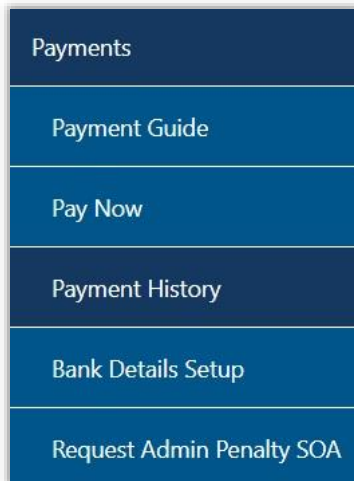 Payments
Payment Guide
Pay Now
Payment History
Bank Details Setup
Request Admin Penalty SOA